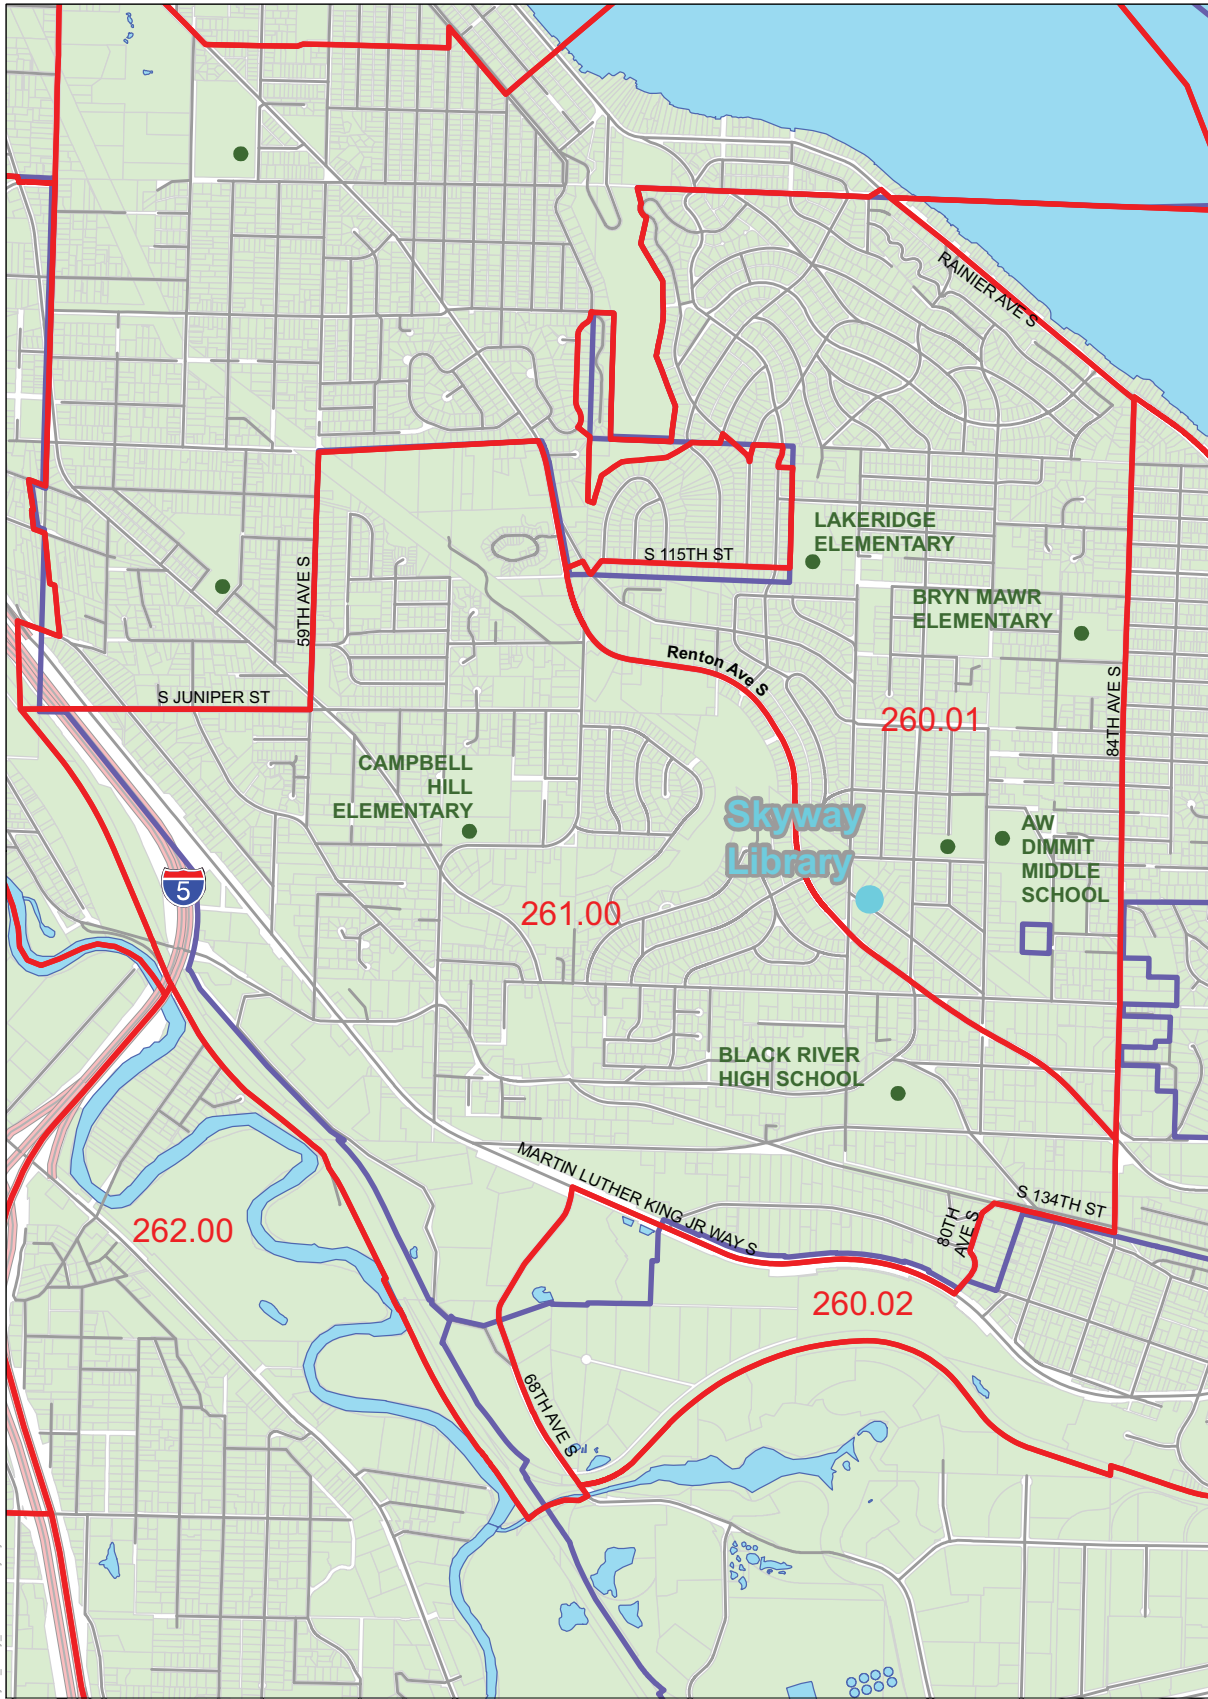 RAINIER AVE S
LAKERIDGE
ELEMENTARY
S 115TH ST
59TH AVE S
BRYN MAWR
ELEMENTARY
Renton Ave S
84TH AVE S
S JUNIPER ST
260.01
CAMPBELL
HILL
ELEMENTARY
Skyway
Library
AW
DIMMIT
MIDDLE
SCHOOL
5
261.00
BLACK RIVER
HIGH SCHOOL
MARTIN LUTHER KING JR WAY S
S 134TH ST
80TH
AVE S
262.00
260.02
68TH AVE S